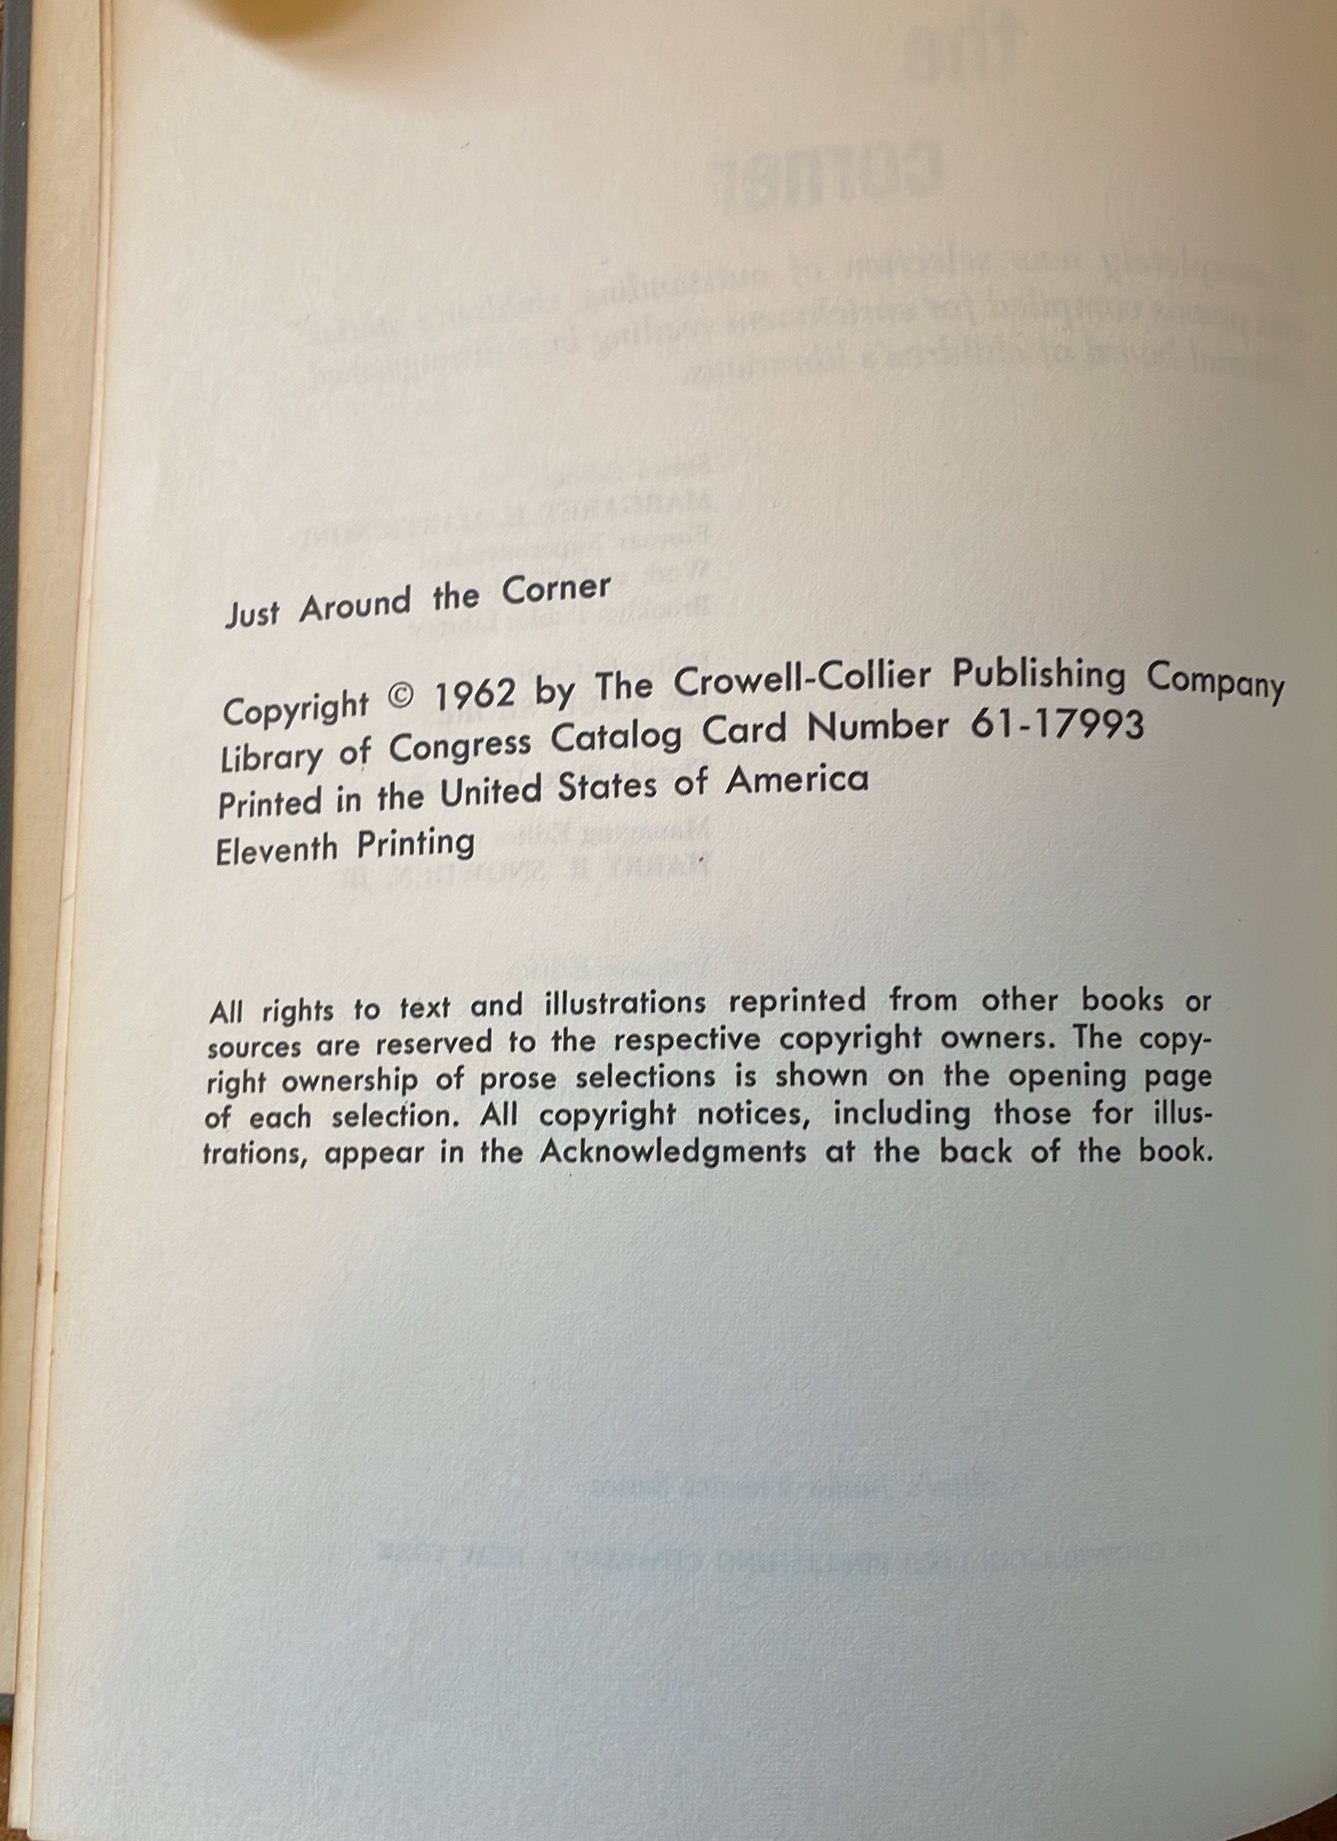 the
corner
Just Around the Corner
Copyright © 1962 by The Crowell-Collier Publishing Company
Library of Congress Catalog Card Number 61-17993
Printed in the United States of America
Eleventh Printing
All rights to text and illustrations reprinted from other books or
sources are reserved to the respective copyright owners. The copy-
right ownership of prose selections is shown on the opening page
of each selection. All copyright notices, including those for illus-
trations, appear in the Acknowledgments at the back of the book.